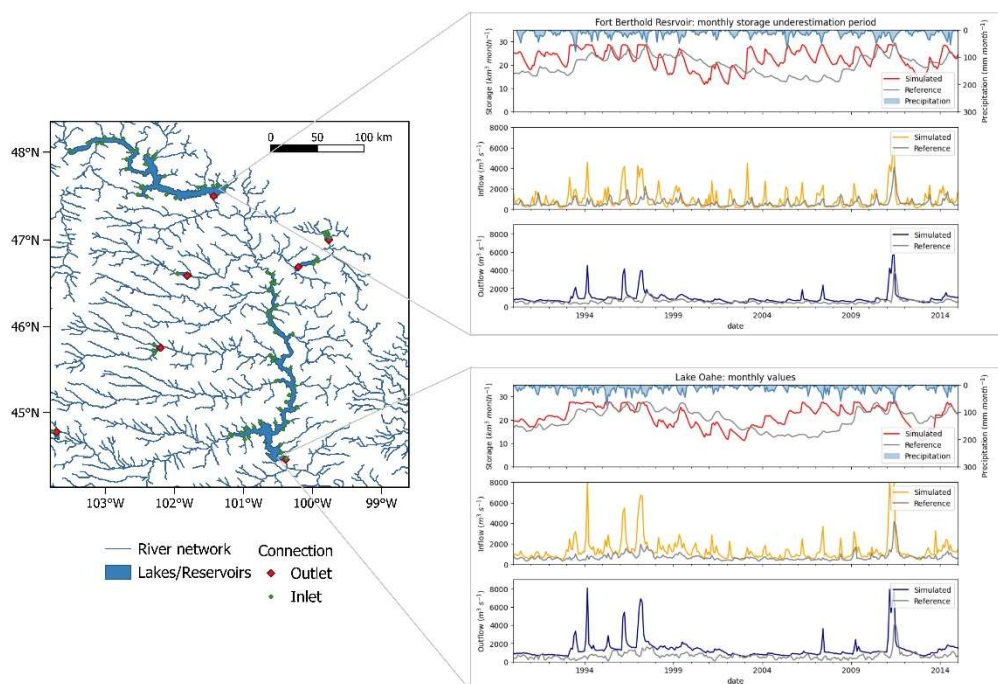 48°N
47°N
46°N
45°N
103°W
102°W
101°W
100°W
99°W
0 50 100 km
River network
Lakes/Reservoirs
Connection
Outlet
Inlet
Fort Berthold Resrvoir: monthly storage underestimation period
Storage (km³ month⁻¹)
30
20
10
0
Precipitation (mm month⁻¹)
0
100
200
300
Simulated
Reference
Precipitation
Inflow (m³ s⁻¹)
8000
6000
4000
2000
0
Simulated
Reference
Outflow (m³ s⁻¹)
8000
6000
4000
2000
0
Simulated
Reference
1994 1999 2004 2009 2014
date
Lake Oahe: monthly values
Storage (km³ month⁻¹)
30
20
10
0
Precipitation (mm month⁻¹)
0
100
200
300
Simulated
Reference
Precipitation
Inflow (m³ s⁻¹)
8000
6000
4000
2000
0
Simulated
Reference
Outflow (m³ s⁻¹)
8000
6000
4000
2000
0
Simulated
Reference
1994 1999 2004 2009 2014
date